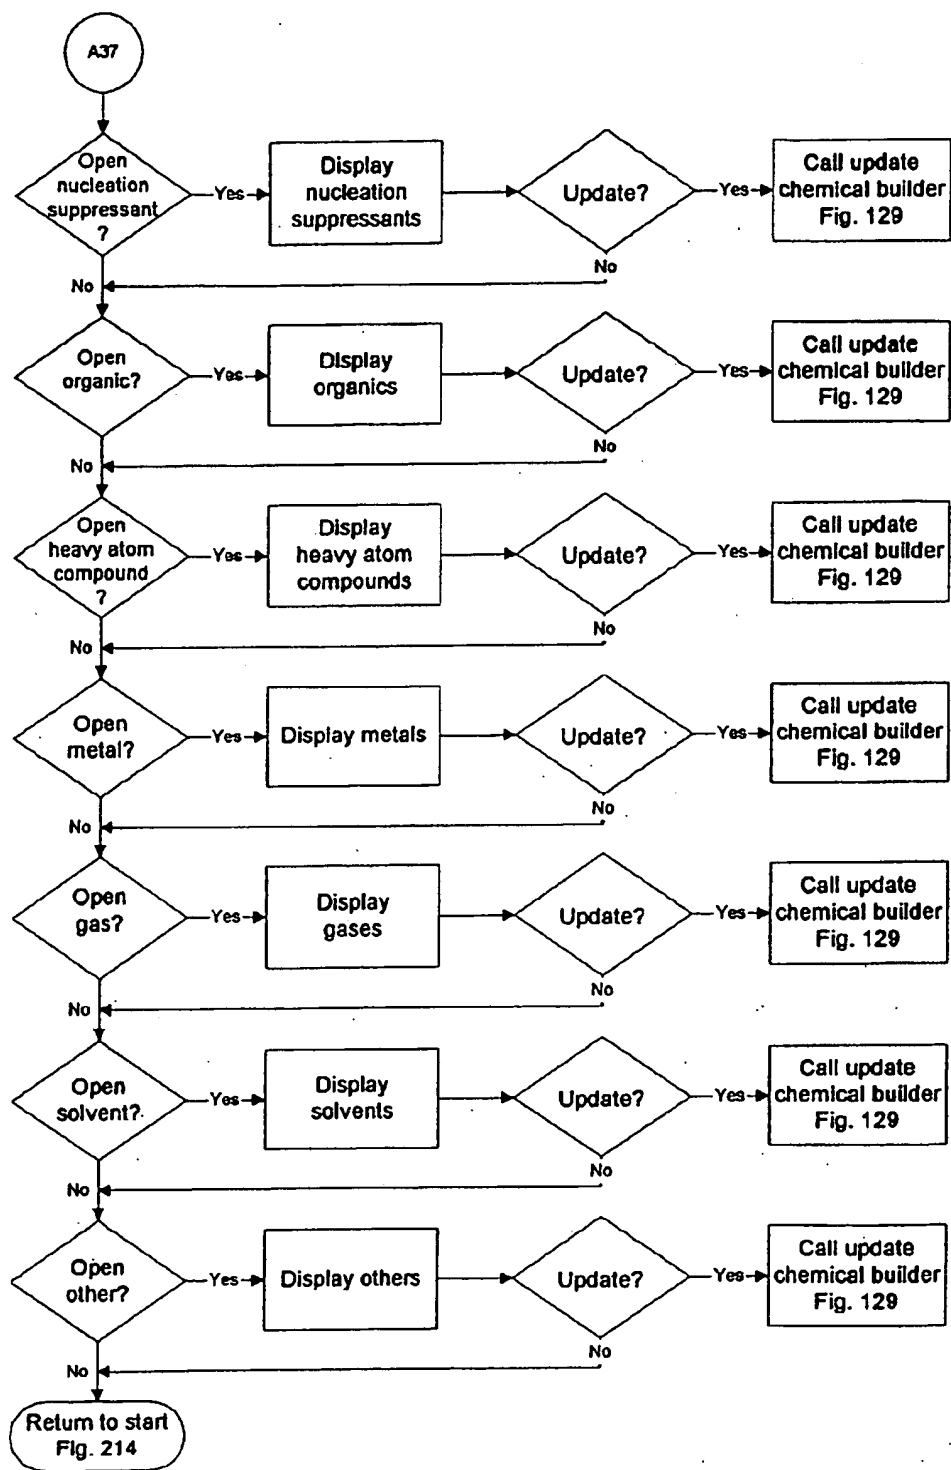 A37
Open
nucleation
suppressant
?
Yes
Display
nucleation
suppressants
Update?
Yes
Call update
chemical builder
Fig. 129
No
No
Open
organic?
Yes
Display
organics
Update?
Yes
Call update
chemical builder
Fig. 129
No
No
Open
heavy atom
compound
?
Yes
Display
heavy atom
compounds
Update?
Yes
Call update
chemical builder
Fig. 129
No
No
Open
metal?
Yes
Display metals
Update?
Yes
Call update
chemical builder
Fig. 129
No
No
Open
gas?
Yes
Display
gases
Update?
Yes
Call update
chemical builder
Fig. 129
No
No
Open
solvent?
Yes
Display
solvents
Update?
Yes
Call update
chemical builder
Fig. 129
No
No
Open
other?
Yes
Display others
Update?
Yes
Call update
chemical builder
Fig. 129
No
No
Return to start
Fig. 214